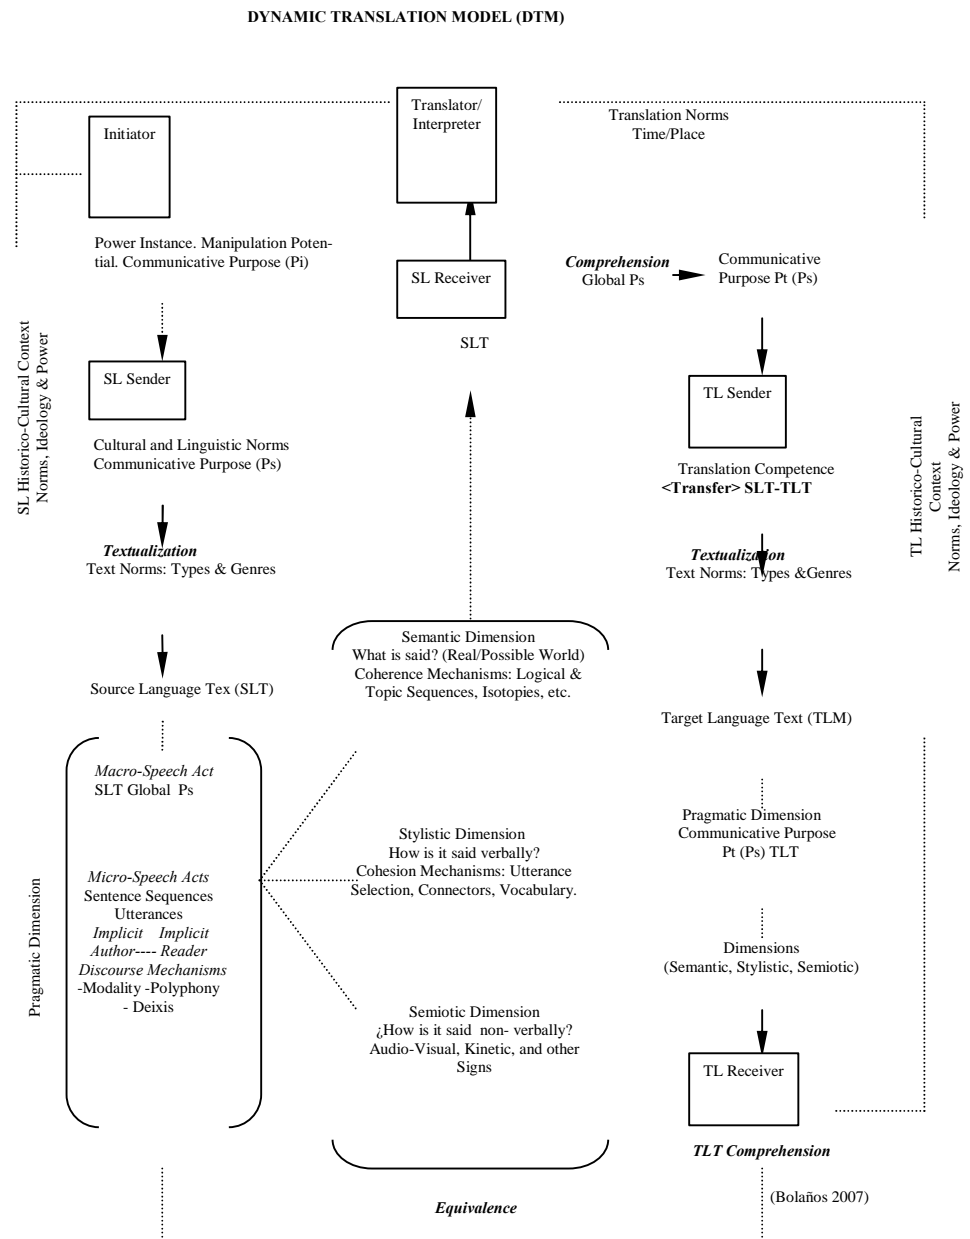 DYNAMIC TRANSLATION MODEL (DTM)
Translator/
Interpreter
Translation Norms
Time/Place
Initiator
Power Instance. Manipulation Poten-
tial. Communicative Purpose (Pi)
SL Receiver
SLT
Comprehension
Global Ps
Communicative
Purpose Pt (Ps)
SL Historico-Cultural Context
Norms, Ideology & Power
SL Sender
Cultural and Linguistic Norms
Communicative Purpose (Ps)
TL Sender
Translation Competence
<Transfer> SLT-TLT
TL Historico-Cultural
Context
Norms, Ideology & Power
Textualization
Text Norms: Types & Genres
Textualization
Text Norms: Types &Genres
Source Language Tex (SLT)
Semantic Dimension
What is said? (Real/Possible World)
Coherence Mechanisms: Logical &
Topic Sequences, Isotopies, etc.
Target Language Text (TLM)
Pragmatic Dimension
Macro-Speech Act
SLT Global Ps
Micro-Speech Acts
Sentence Sequences
Utterances
Implicit Implicit
Author---- Reader
Discourse Mechanisms
-Modality -Polyphony
- Deixis
Stylistic Dimension
How is it said verbally?
Cohesion Mechanisms: Utterance
Selection, Connectors, Vocabulary.
Pragmatic Dimension
Communicative Purpose
Pt (Ps) TLT
Dimensions
(Semantic, Stylistic, Semiotic)
Semiotic Dimension
¿How is it said non- verbally?
Audio-Visual, Kinetic, and other
Signs
TL Receiver
TLT Comprehension
Equivalence
(Bolaños 2007)